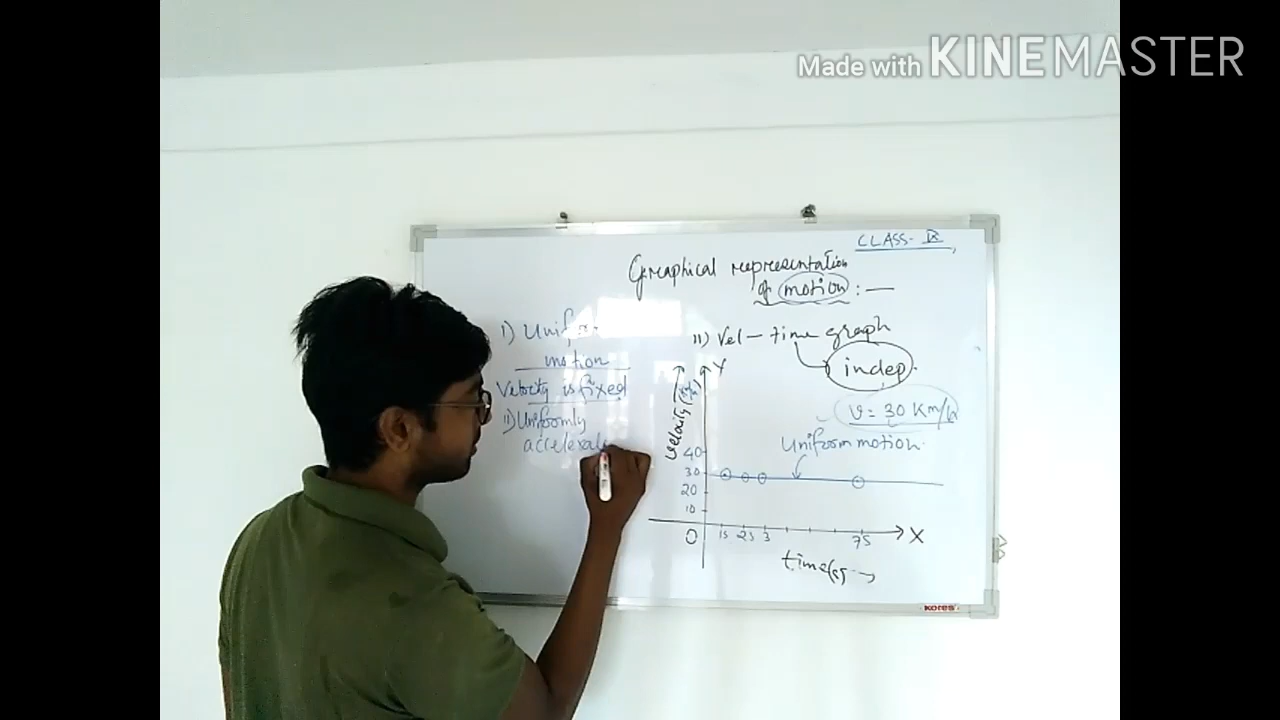 Made with KINEMASTER
CLASS- IX
Graphical representation
of motion : —
i) Uniform
motion
Velocity is fixed
ii) Uniformly
accelerat
II) Vel – time graph
indep.
v = 30 Km/h
Uniform motion
Y
velocity
40
30
20
10
O
1s 2s 3
7s
X
time(s) →
KORES